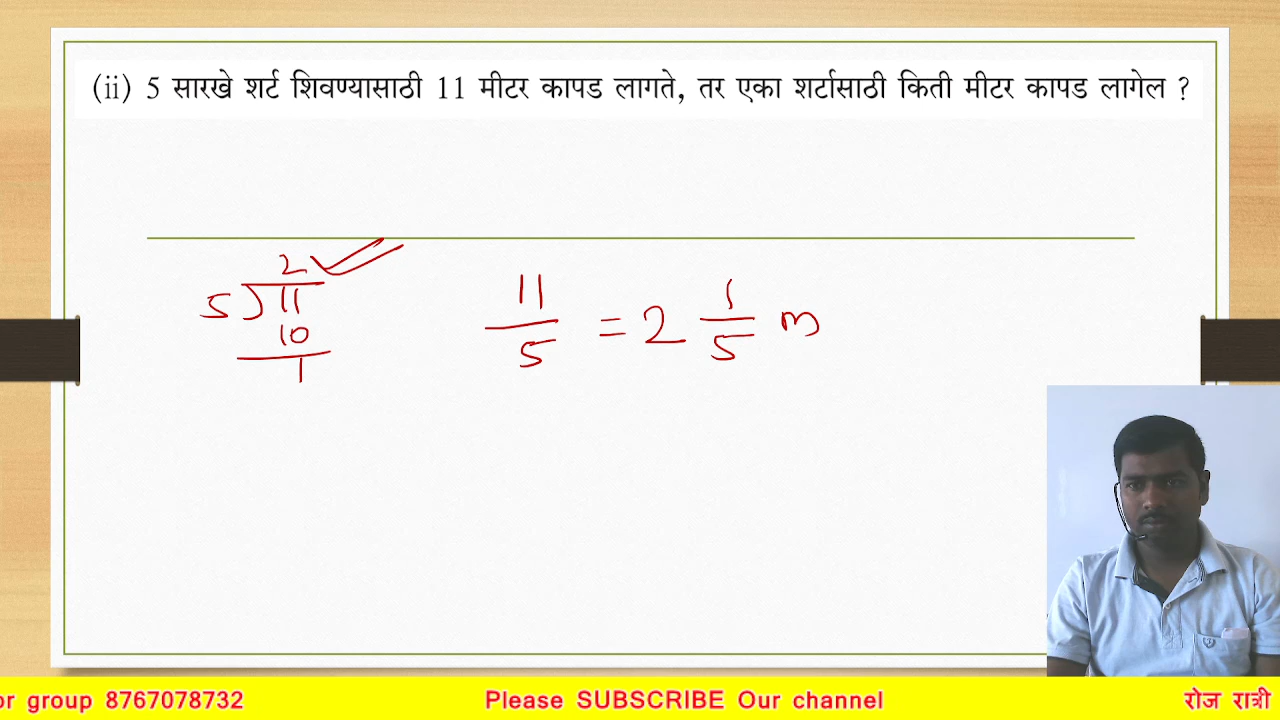 (ii) 5 सारखे शर्ट शिवण्यासाठी 11 मीटर कापड लागते, तर एका शर्टासाठी किती मीटर कापड लागेल ?
2
5) 11
10
1
11/5 = 2 1/5 m
or group 8767078732 Please SUBSCRIBE Our channel रोज रात्री